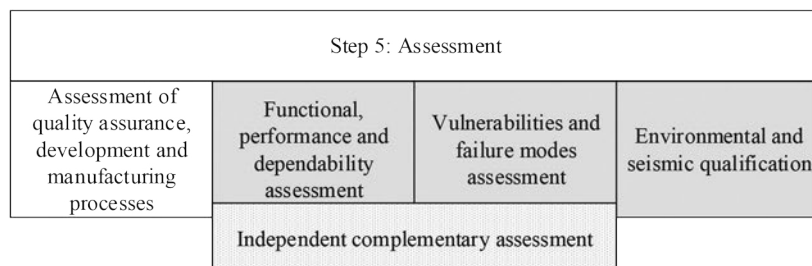 Step 5: Assessment
Assessment of
quality assurance,
development and
manufacturing
processes
Functional,
performance and
dependability
assessment
Vulnerabilities and
failure modes
assessment
Environmental and
seismic qualification
Independent complementary assessment